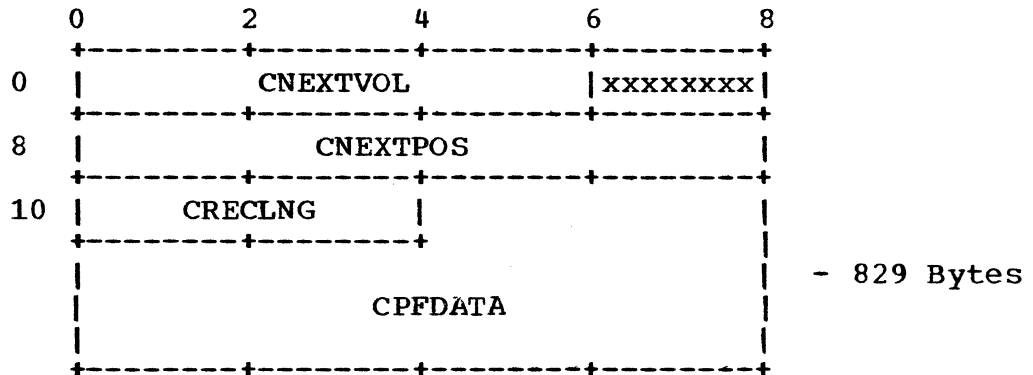 0 2 4 6 8
+-------+-------+-------+-------+
0 | CNEXTVOL |xxxxxxxx|
+-------+-------+-------+-------+
8 | CNEXTPOS |
+-------+-------+-------+-------+
10 | CRECLNG |
+-------+-------+
- 829 Bytes
| CPFDATA |
+-------+-------+-------+-------+